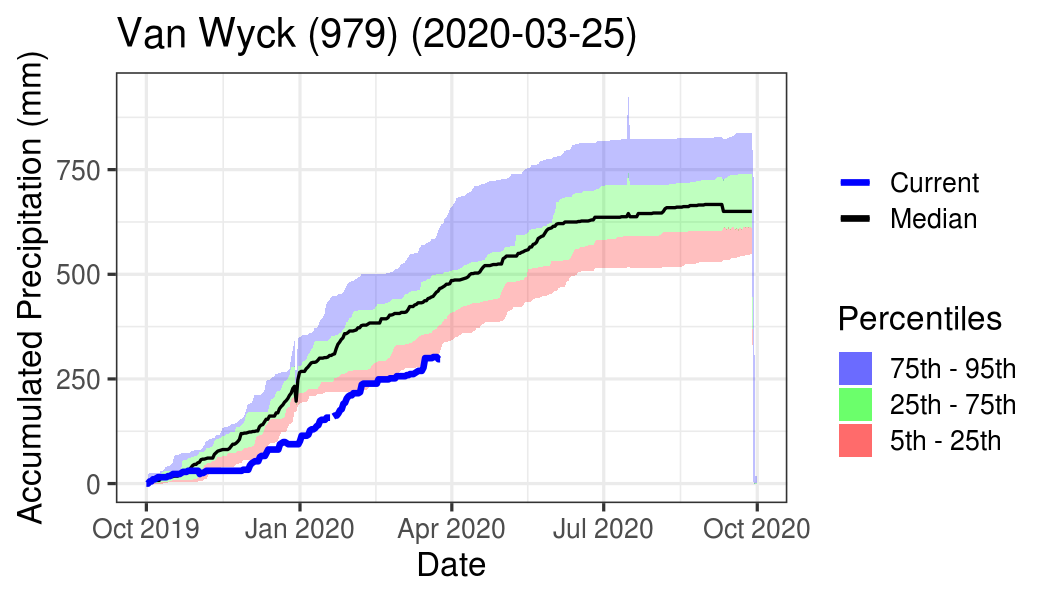 Van Wyck (979) (2020-03-25)
Accumulated Precipitation (mm)
750
500
250
0
Oct 2019
Jan 2020
Apr 2020
Jul 2020
Oct 2020
Date
Current
Median
Percentiles
75th - 95th
25th - 75th
5th - 25th